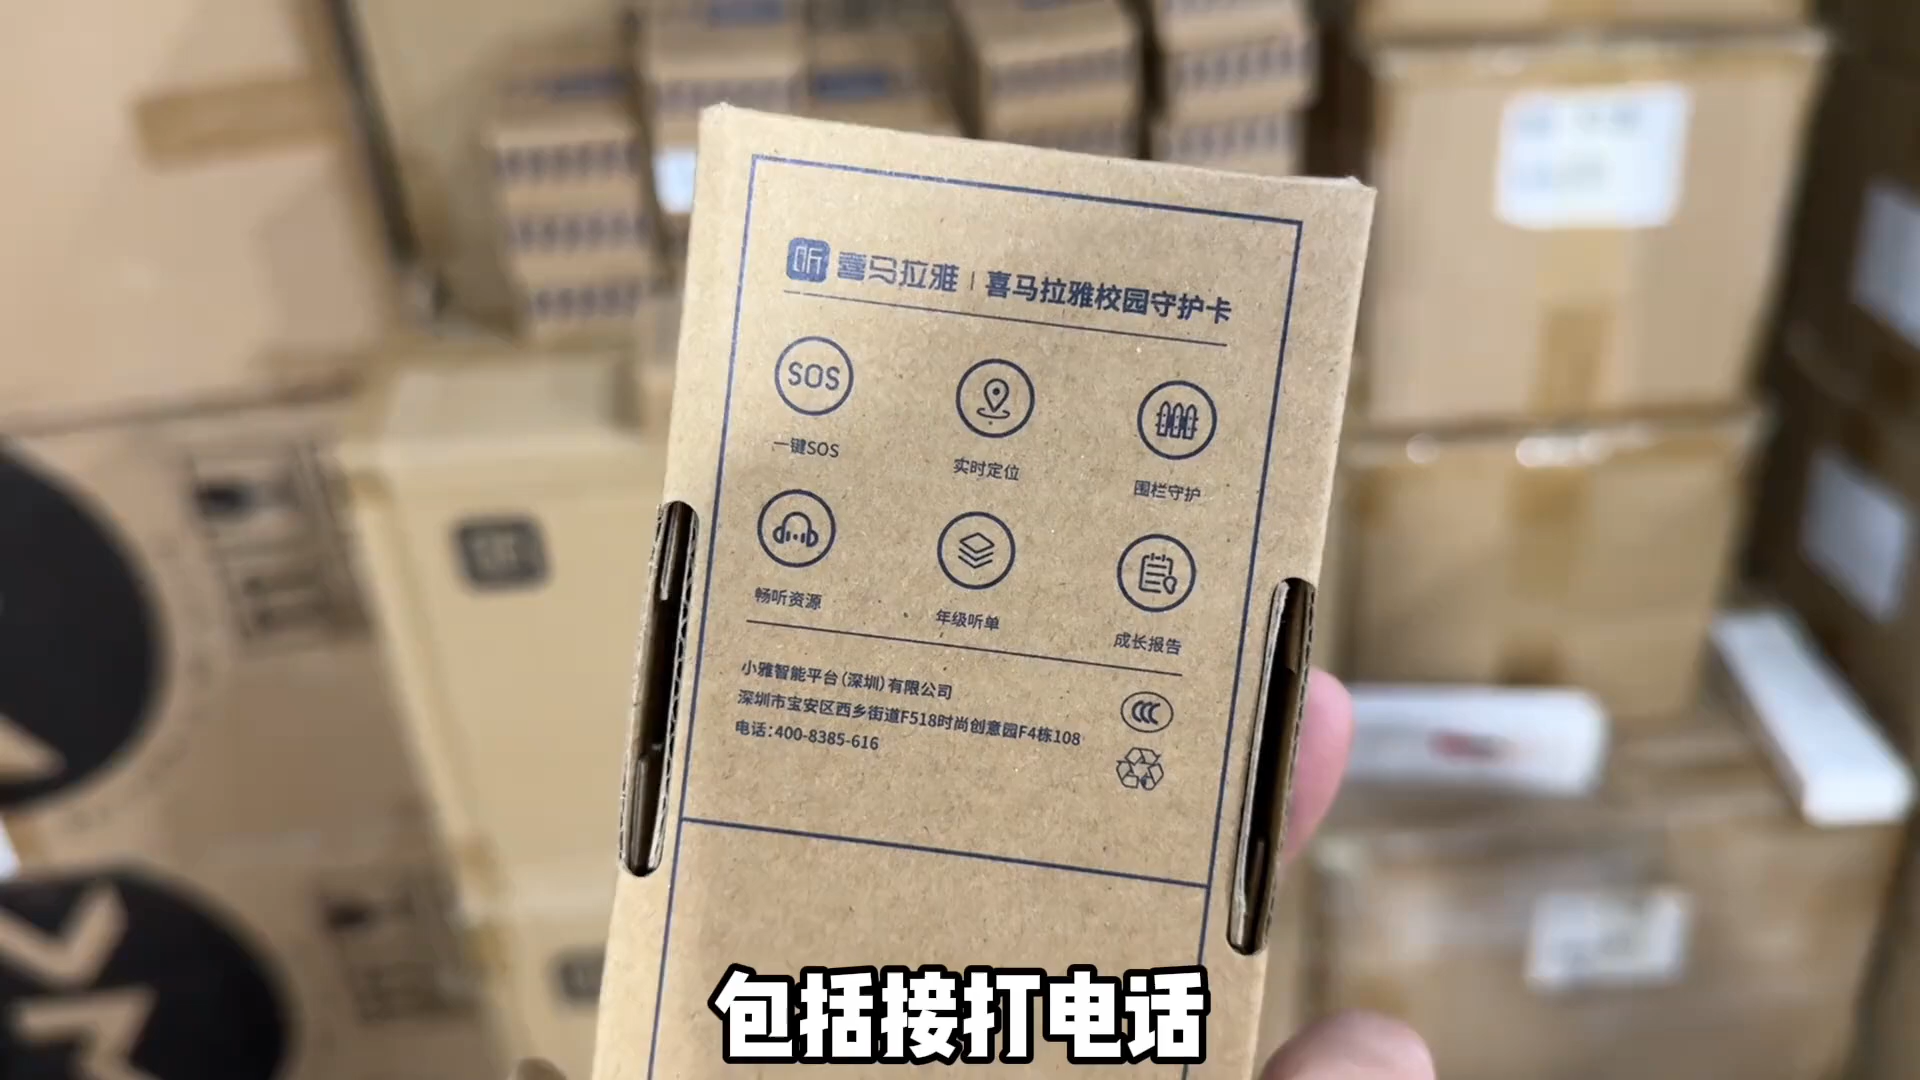 听 喜马拉雅 | 喜马拉雅校园守护卡
SOS
一键SOS
实时定位
围栏守护
畅听资源
年级听单
成长报告
小雅智能平台(深圳)有限公司
深圳市宝安区西乡街道F518时尚创意园F4栋108
电话:400-8385-616
CCC
包括接打电话